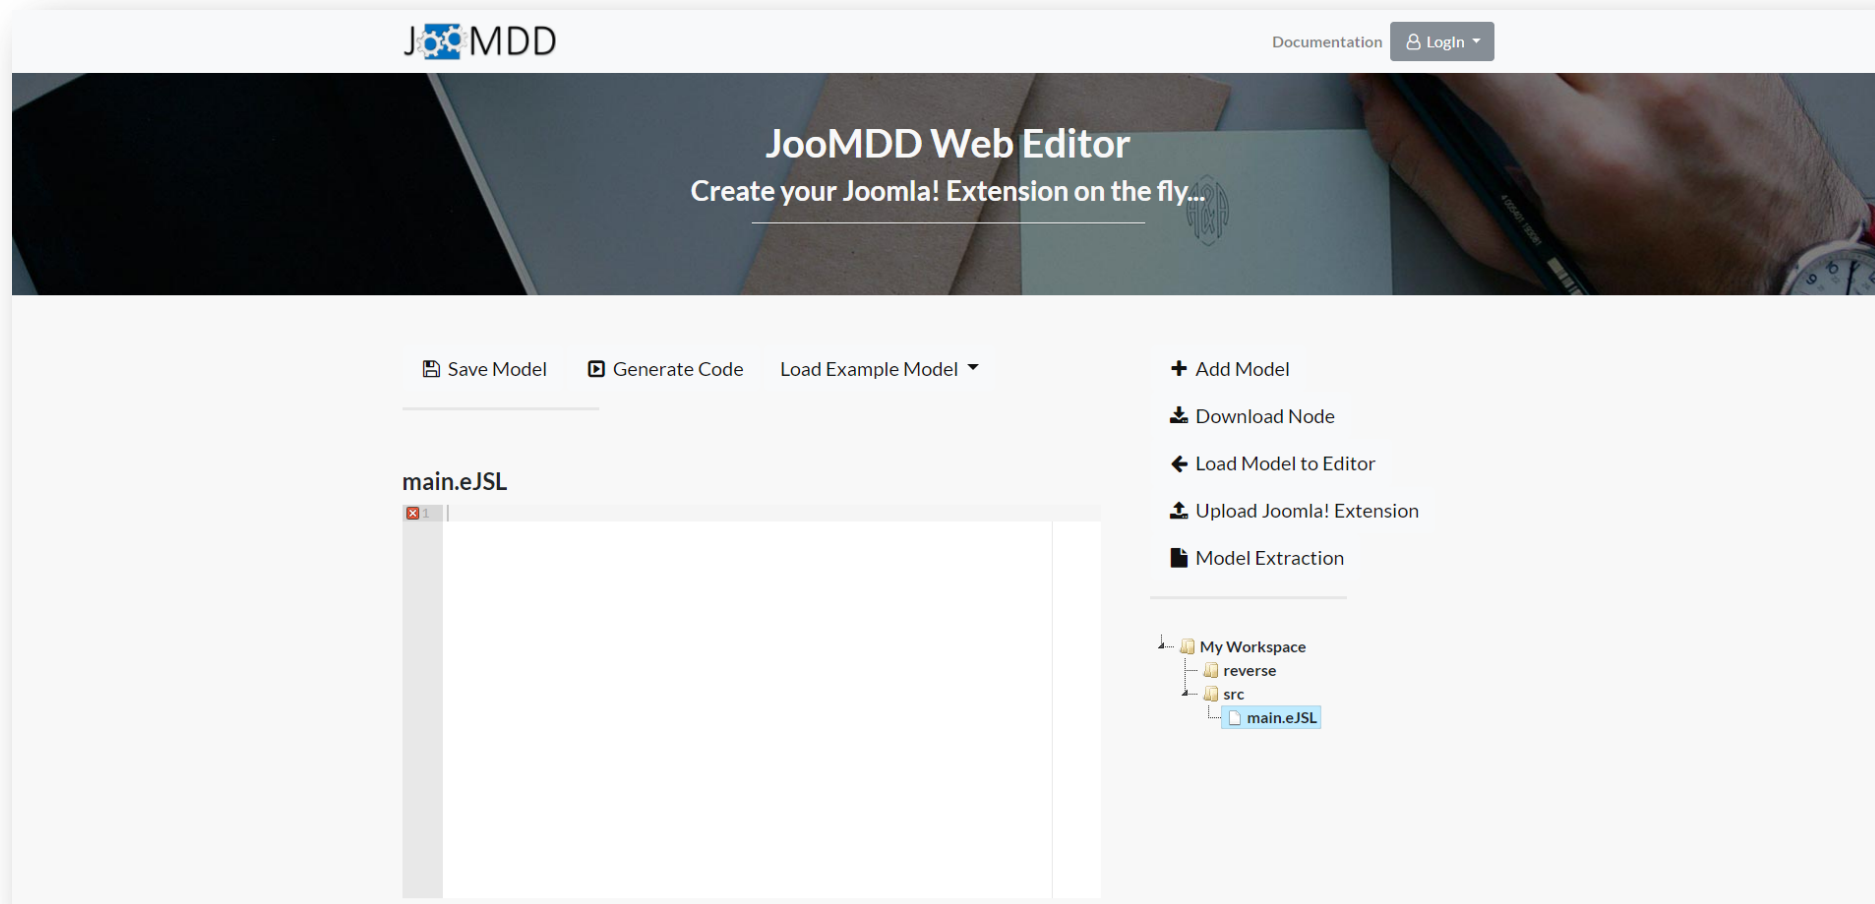 JooMDD
Documentation
LogIn
JooMDD Web Editor
Create your Joomla! Extension on the fly...
Save Model
Generate Code
Load Example Model
Add Model
Download Node
Load Model to Editor
Upload Joomla! Extension
Model Extraction
main.eJSL
1
My Workspace
reverse
src
main.eJSL